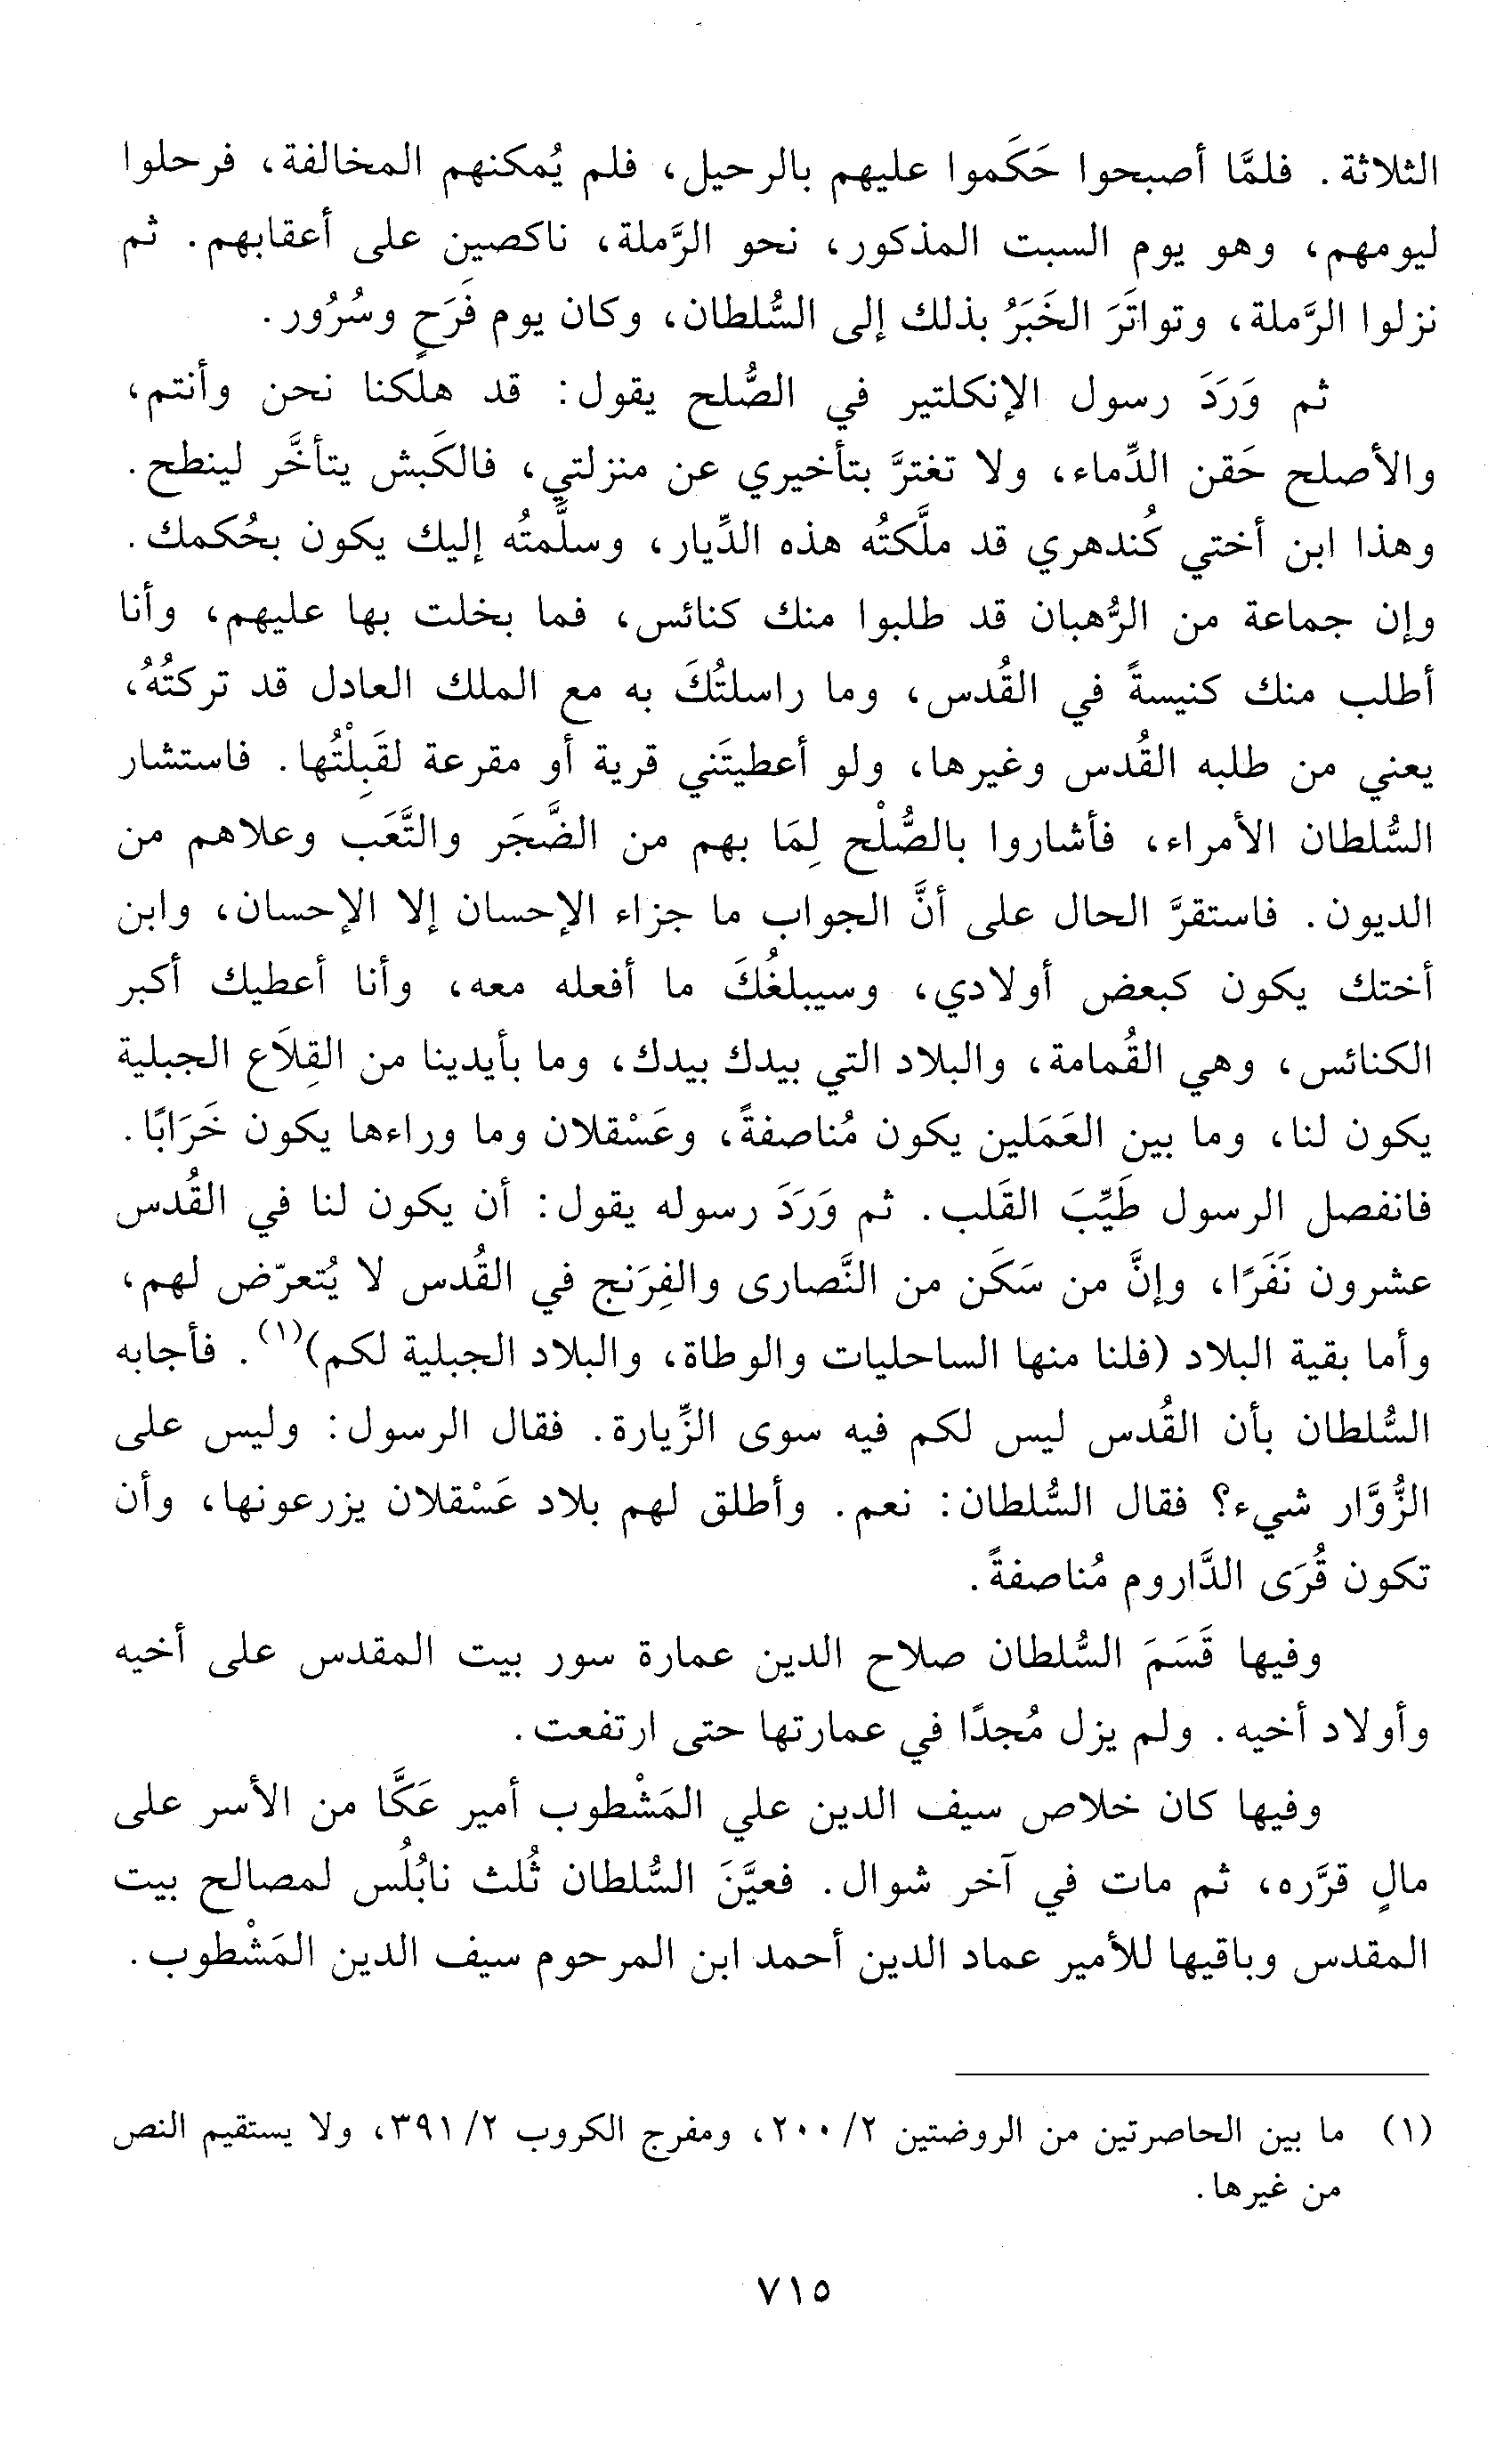 الثلاثة. فلمَّا أصبحوا حَكَموا عليهم بالرحيل، فلم يُمكنهم المخالفة، فرحلوا
ليومهم، وهو يوم السبت المذكور، نحو الرَّملة، ناكصين على أعقابهم. ثم
نزلوا الرَّملة، وتواتَرَ الخَبَرُ بذلك إلى السُّلطان، وكان يوم فَرَحٍ وسُرُور.
ثم وَرَدَ رسول الإنكلتير في الصُّلح يقول: قد هلكنا نحن وأنتم،
والأصلح حَقن الدِّماء، ولا تغترَّ بتأخيري عن منزلتي، فالكَبش يتأخَّر لينطح.
وهذا ابن أختي كُندهري قد ملَّكتُه هذه الدِّيار، وسلَّمتُه إليك يكون بحُكمك.
وإن جماعة من الرُّهبان قد طلبوا منك كنائس، فما بخلت بها عليهم، وأنا
أطلب منك كنيسةً في القُدس، وما راسلتُكَ به مع الملك العادل قد تركتُهُ،
يعني من طلبه القُدس وغيرها، ولو أعطيتَني قرية أو مقرعة لقَبِلْتُها. فاستشار
السُّلطان الأمراء، فأشاروا بالصُّلْح لِمَا بهم من الضَّجَر والتَّعَب وعلاهم من
الديون. فاستقرَّ الحال على أنَّ الجواب ما جزاء الإحسان إلا الإحسان، وابن
أختك يكون كبعض أولادي، وسيبلغُكَ ما أفعله معه، وأنا أعطيك أكبر
الكنائس، وهي القُمامة، والبلاد التي بيدك بيدك، وما بأيدينا من القِلَاع الجبلية
يكون لنا، وما بين العَمَلين يكون مُناصفةً، وعَسْقلان وما وراءها يكون خَرَابًا.
فانفصل الرسول طَيِّبَ القَلب. ثم وَرَدَ رسوله يقول: أن يكون لنا في القُدس
عشرون نَفَرًا، وإنَّ من سَكَن من النَّصارى والفِرَنج في القُدس لا يُتعرّض لهم،
وأما بقية البلاد (فلنا منها الساحليات والوطاة، والبلاد الجبلية لكم)(١). فأجابه
السُّلطان بأن القُدس ليس لكم فيه سوى الزِّيارة. فقال الرسول: وليس على
الزُّوَّار شيء؟ فقال السُّلطان: نعم. وأطلق لهم بلاد عَسْقلان يزرعونها، وأن
تكون قُرَى الدَّاروم مُناصفةً.
وفيها قَسَمَ السُّلطان صلاح الدين عمارة سور بيت المقدس على أخيه
وأولاد أخيه. ولم يزل مُجدًا في عمارتها حتى ارتفعت.
وفيها كان خلاص سيف الدين علي المَشْطوب أمير عَكَّا من الأسر على
مالٍ قرَّره، ثم مات في آخر شوال. فعيَّنَ السُّلطان ثُلث نابُلُس لمصالح بيت
المقدس وباقيها للأمير عماد الدين أحمد ابن المرحوم سيف الدين المَشْطوب.
(١) ما بين الحاصرتين من الروضتين ٢/ ٢٠٠، ومفرج الكروب ٢/ ٣٩١، ولا يستقيم النص
من غيرها.
٧١٥